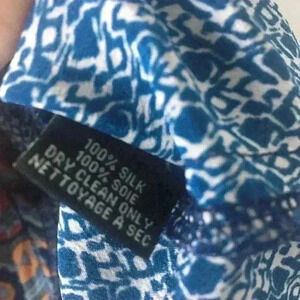 100% SILK
100% SOIE
DRY CLEAN ONLY
NETTOYAGE À SEC